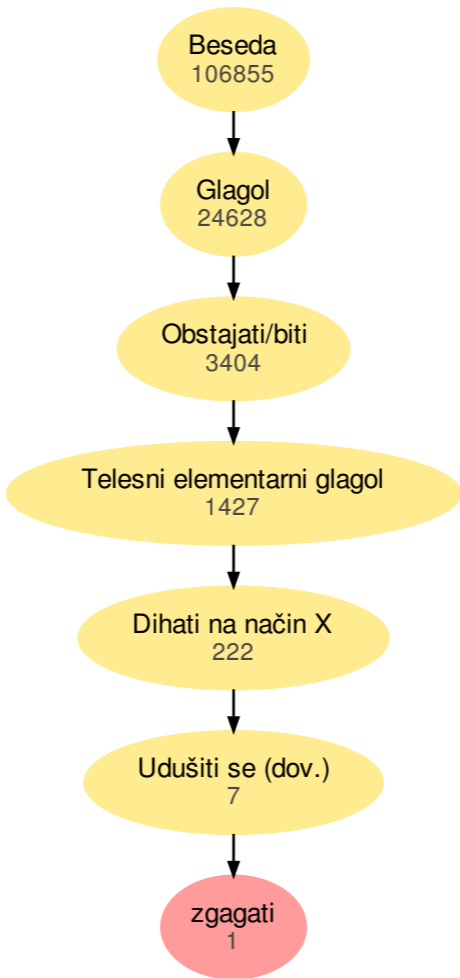 Beseda
106855
Glagol
24628
Obstajati/biti
3404
Telesni elementarni glagol
1427
Dihati na način X
222
Udušiti se (dov.)
7
zgagati
1